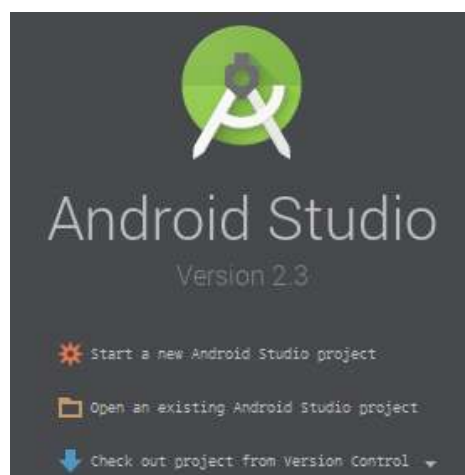 Android Studio
Version 2.3
Start a new Android Studio project
Open an existing Android Studio project
Check out project from Version Control